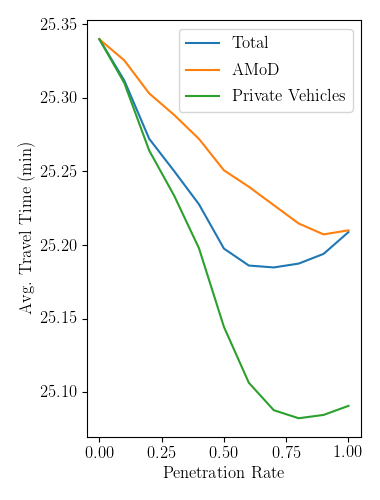 25.35
25.30
25.25
25.20
25.15
25.10
Avg. Travel Time (min)
Total
AMoD
Private Vehicles
0.00 0.25 0.50 0.75 1.00
Penetration Rate